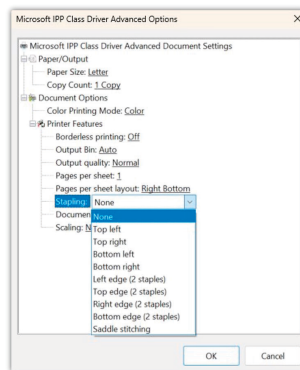 Microsoft IPP Class Driver Advanced Options
Microsoft IPP Class Driver Advanced Document Settings
Paper/Output
Paper Size: Letter
Copy Count: 1 Copy
Document Options
Color Printing Mode: Color
Printer Features
Borderless printing: Off
Output Bin: Auto
Output quality: Normal
Pages per sheet: 1
Pages per sheet layout: Right Bottom
Stapling: None
Documen None
Scaling: N Top left
Top right
Bottom left
Bottom right
Left edge (2 staples)
Top edge (2 staples)
Right edge (2 staples)
Bottom edge (2 staples)
Saddle stitching
OK Cancel